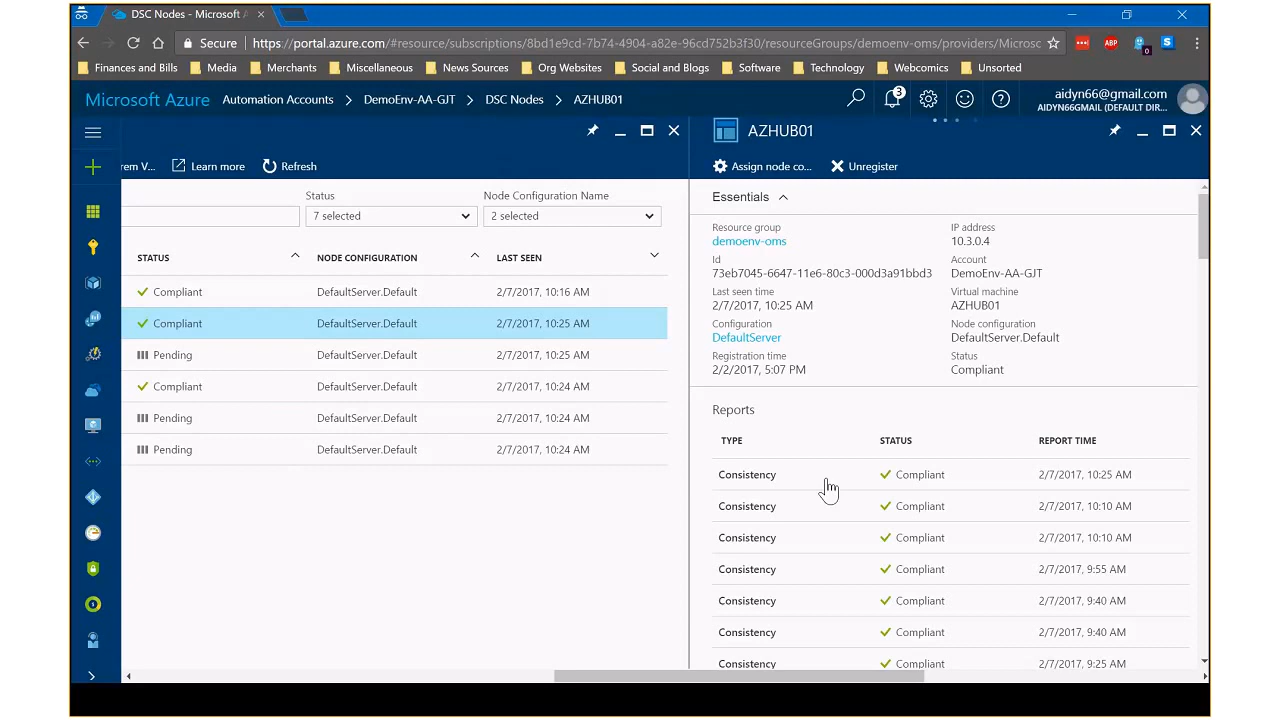 DSC Nodes - Microsoft A
Secure https://portal.azure.com/#resource/subscriptions/8bd1e9cd-7b74-4904-a82e-96cd752b3f30/resourceGroups/demoenv-oms/providers/Microsc
ABP 0 S
Finances and Bills Media Merchants Miscellaneous News Sources Org Websites Social and Blogs Software Technology Webcomics Unsorted
Microsoft Azure Automation Accounts > DemoEnv-AA-GJT > DSC Nodes > AZHUB01 3 aidyn66@gmail.com
AIDYN66GMAIL (DEFAULT DIR...
AZHUB01
rem V... Learn more Refresh
Assign node co... Unregister
Status Node Configuration Name
7 selected 2 selected
STATUS NODE CONFIGURATION LAST SEEN
Compliant DefaultServer.Default 2/7/2017, 10:16 AM
Compliant DefaultServer.Default 2/7/2017, 10:25 AM
Pending DefaultServer.Default 2/7/2017, 10:25 AM
Compliant DefaultServer.Default 2/7/2017, 10:24 AM
Pending DefaultServer.Default 2/7/2017, 10:24 AM
Pending DefaultServer.Default 2/7/2017, 10:24 AM
Essentials
Resource group IP address
demoenv-oms 10.3.0.4
Id Account
73eb7045-6647-11e6-80c3-000d3a91bbd3 DemoEnv-AA-GJT
Last seen time Virtual machine
2/7/2017, 10:25 AM AZHUB01
Configuration Node configuration
DefaultServer DefaultServer.Default
Registration time Status
2/2/2017, 5:07 PM Compliant
Reports
TYPE STATUS REPORT TIME
Consistency Compliant 2/7/2017, 10:25 AM
Consistency Compliant 2/7/2017, 10:10 AM
Consistency Compliant 2/7/2017, 10:10 AM
Consistency Compliant 2/7/2017, 9:55 AM
Consistency Compliant 2/7/2017, 9:40 AM
Consistency Compliant 2/7/2017, 9:40 AM
Consistency Compliant 2/7/2017, 9:25 AM